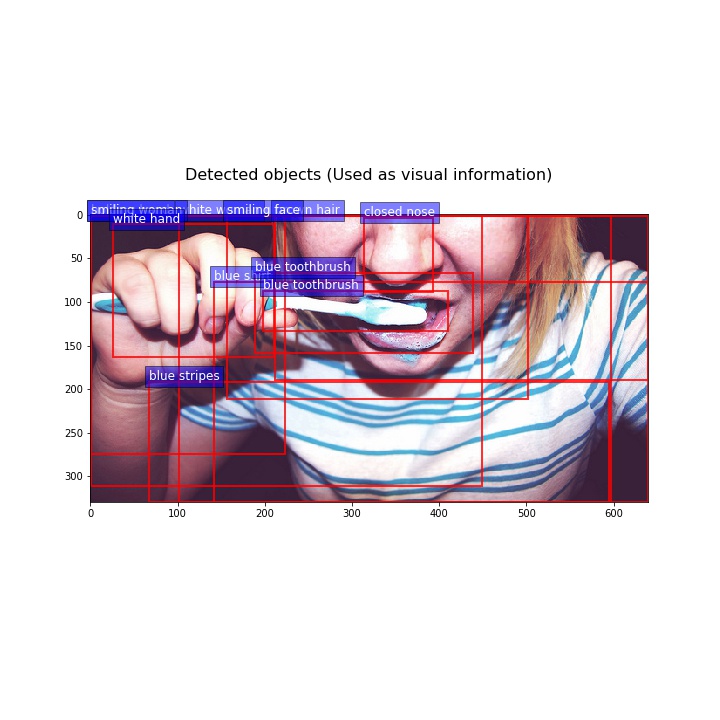 Detected objects (Used as visual information)
smiling woman hite w smiling face n hair closed nose
white hand
blue toothbrush
blue s
blue toothbrush
blue stripes
0
50
100
150
200
250
300
0 100 200 300 400 500 600